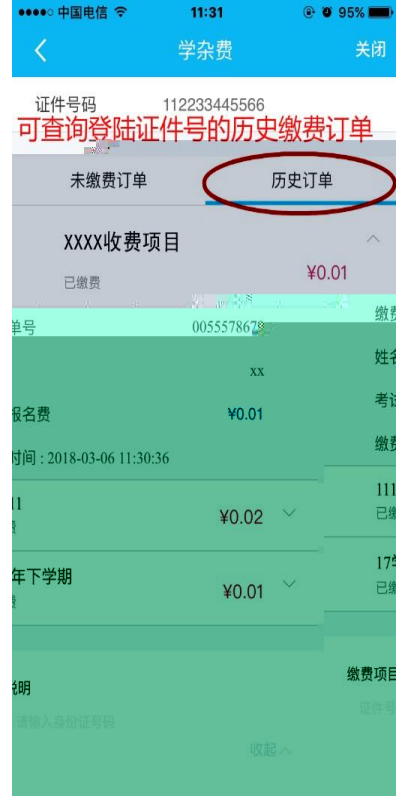 中国电信 11:31 95%
学杂费 关闭
证件号码 112233445566
可查询登陆证件号的历史缴费订单
未缴费订单 历史订单
XXXX收费项目
已缴费 ¥0.01
缴费
单号 0055578678
姓名
xx
考试
报名费 ¥0.01
缴费
时间 : 2018-03-06 11:30:36
11 111
¥0.02 已缴
年下学期 17学
¥0.01 已缴
说明 缴费项目
请输入身份证号码 证件号
收起